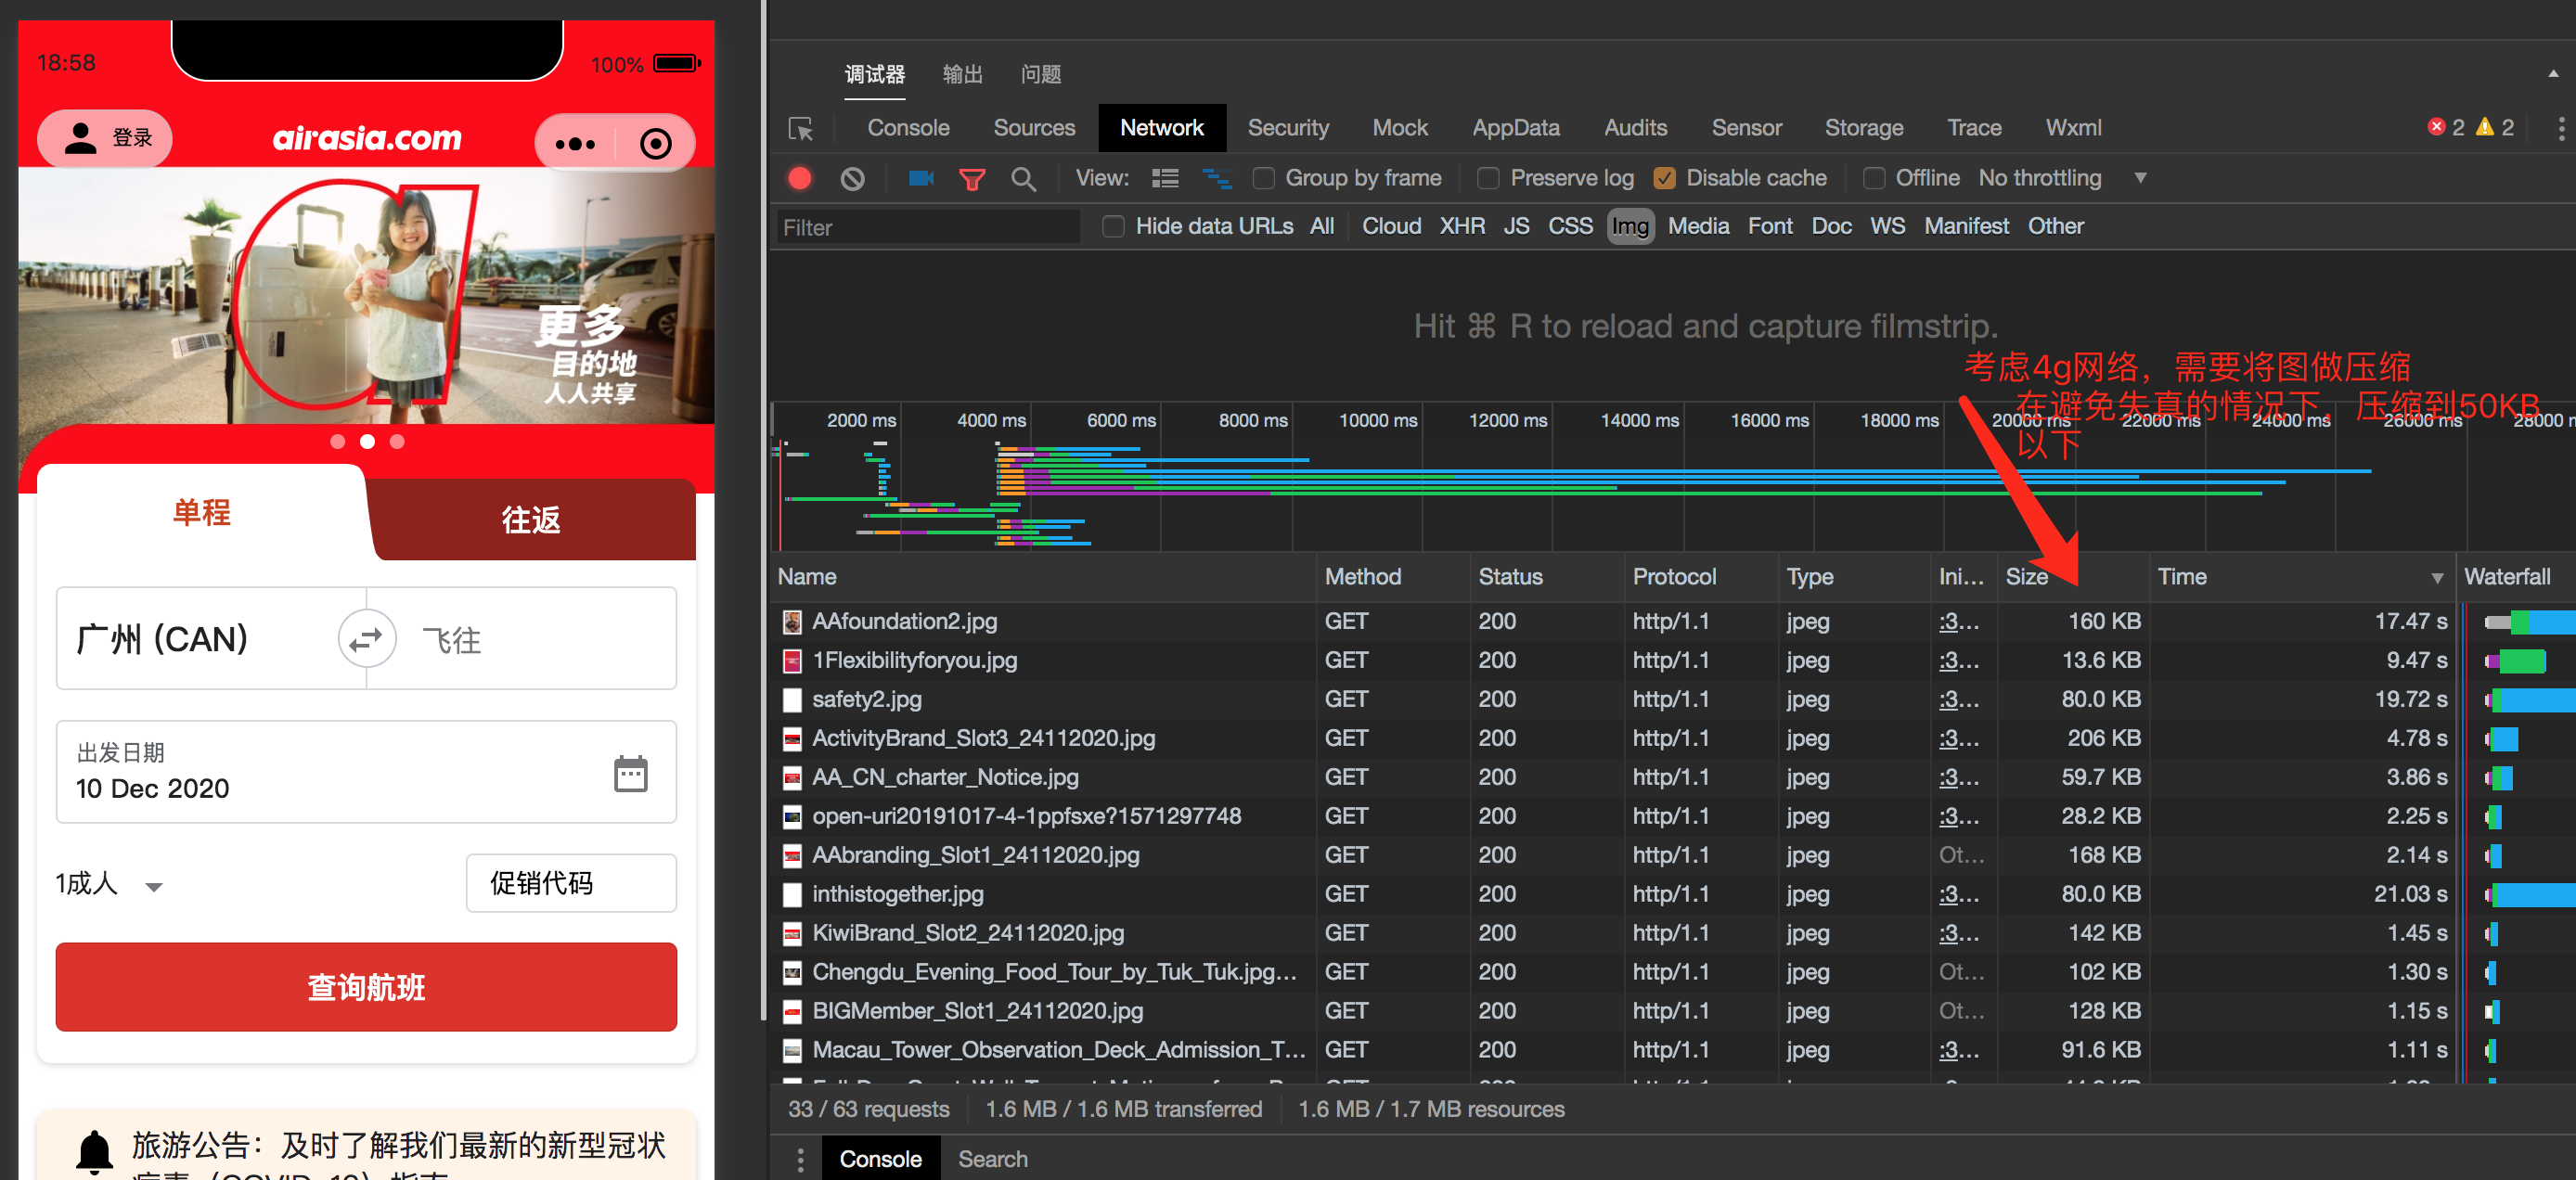 18:58
100%
登录
airasia.com
更多
目的地
人人共享
单程
往返
广州 (CAN)
飞往
出发日期
10 Dec 2020
1成人
促销代码
查询航班
旅游公告：及时了解我们最新的新型冠状
调试器 输出 问题
Console Sources Network Security Mock AppData Audits Sensor Storage Trace Wxml 2 2
View: Group by frame Preserve log Disable cache Offline No throttling
Filter Hide data URLs All Cloud XHR JS CSS Img Media Font Doc WS Manifest Other
Hit ⌘ R to reload and capture filmstrip.
考虑4g网络，需要将图做压缩
在避免失真的情况下，压缩到50KB
以下
2000 ms 4000 ms 6000 ms 8000 ms 10000 ms 12000 ms 14000 ms 16000 ms 18000 ms 20000 ms 22000 ms 24000 ms 26000 ms 28000 m
Name Method Status Protocol Type Ini... Size Time Waterfall
AAfoundation2.jpg GET 200 http/1.1 jpeg :3... 160 KB 17.47 s
1Flexibilityforyou.jpg GET 200 http/1.1 jpeg :3... 13.6 KB 9.47 s
safety2.jpg GET 200 http/1.1 jpeg :3... 80.0 KB 19.72 s
ActivityBrand_Slot3_24112020.jpg GET 200 http/1.1 jpeg :3... 206 KB 4.78 s
AA_CN_charter_Notice.jpg GET 200 http/1.1 jpeg :3... 59.7 KB 3.86 s
open-uri20191017-4-1ppfsxe?1571297748 GET 200 http/1.1 jpeg :3... 28.2 KB 2.25 s
AAbranding_Slot1_24112020.jpg GET 200 http/1.1 jpeg Ot... 168 KB 2.14 s
inthistogether.jpg GET 200 http/1.1 jpeg :3... 80.0 KB 21.03 s
KiwiBrand_Slot2_24112020.jpg GET 200 http/1.1 jpeg :3... 142 KB 1.45 s
Chengdu_Evening_Food_Tour_by_Tuk_Tuk.jpg... GET 200 http/1.1 jpeg Ot... 102 KB 1.30 s
BIGMember_Slot1_24112020.jpg GET 200 http/1.1 jpeg Ot... 128 KB 1.15 s
Macau_Tower_Observation_Deck_Admission_T... GET 200 http/1.1 jpeg :3... 91.6 KB 1.11 s
33 / 63 requests 1.6 MB / 1.6 MB transferred 1.6 MB / 1.7 MB resources
Console Search